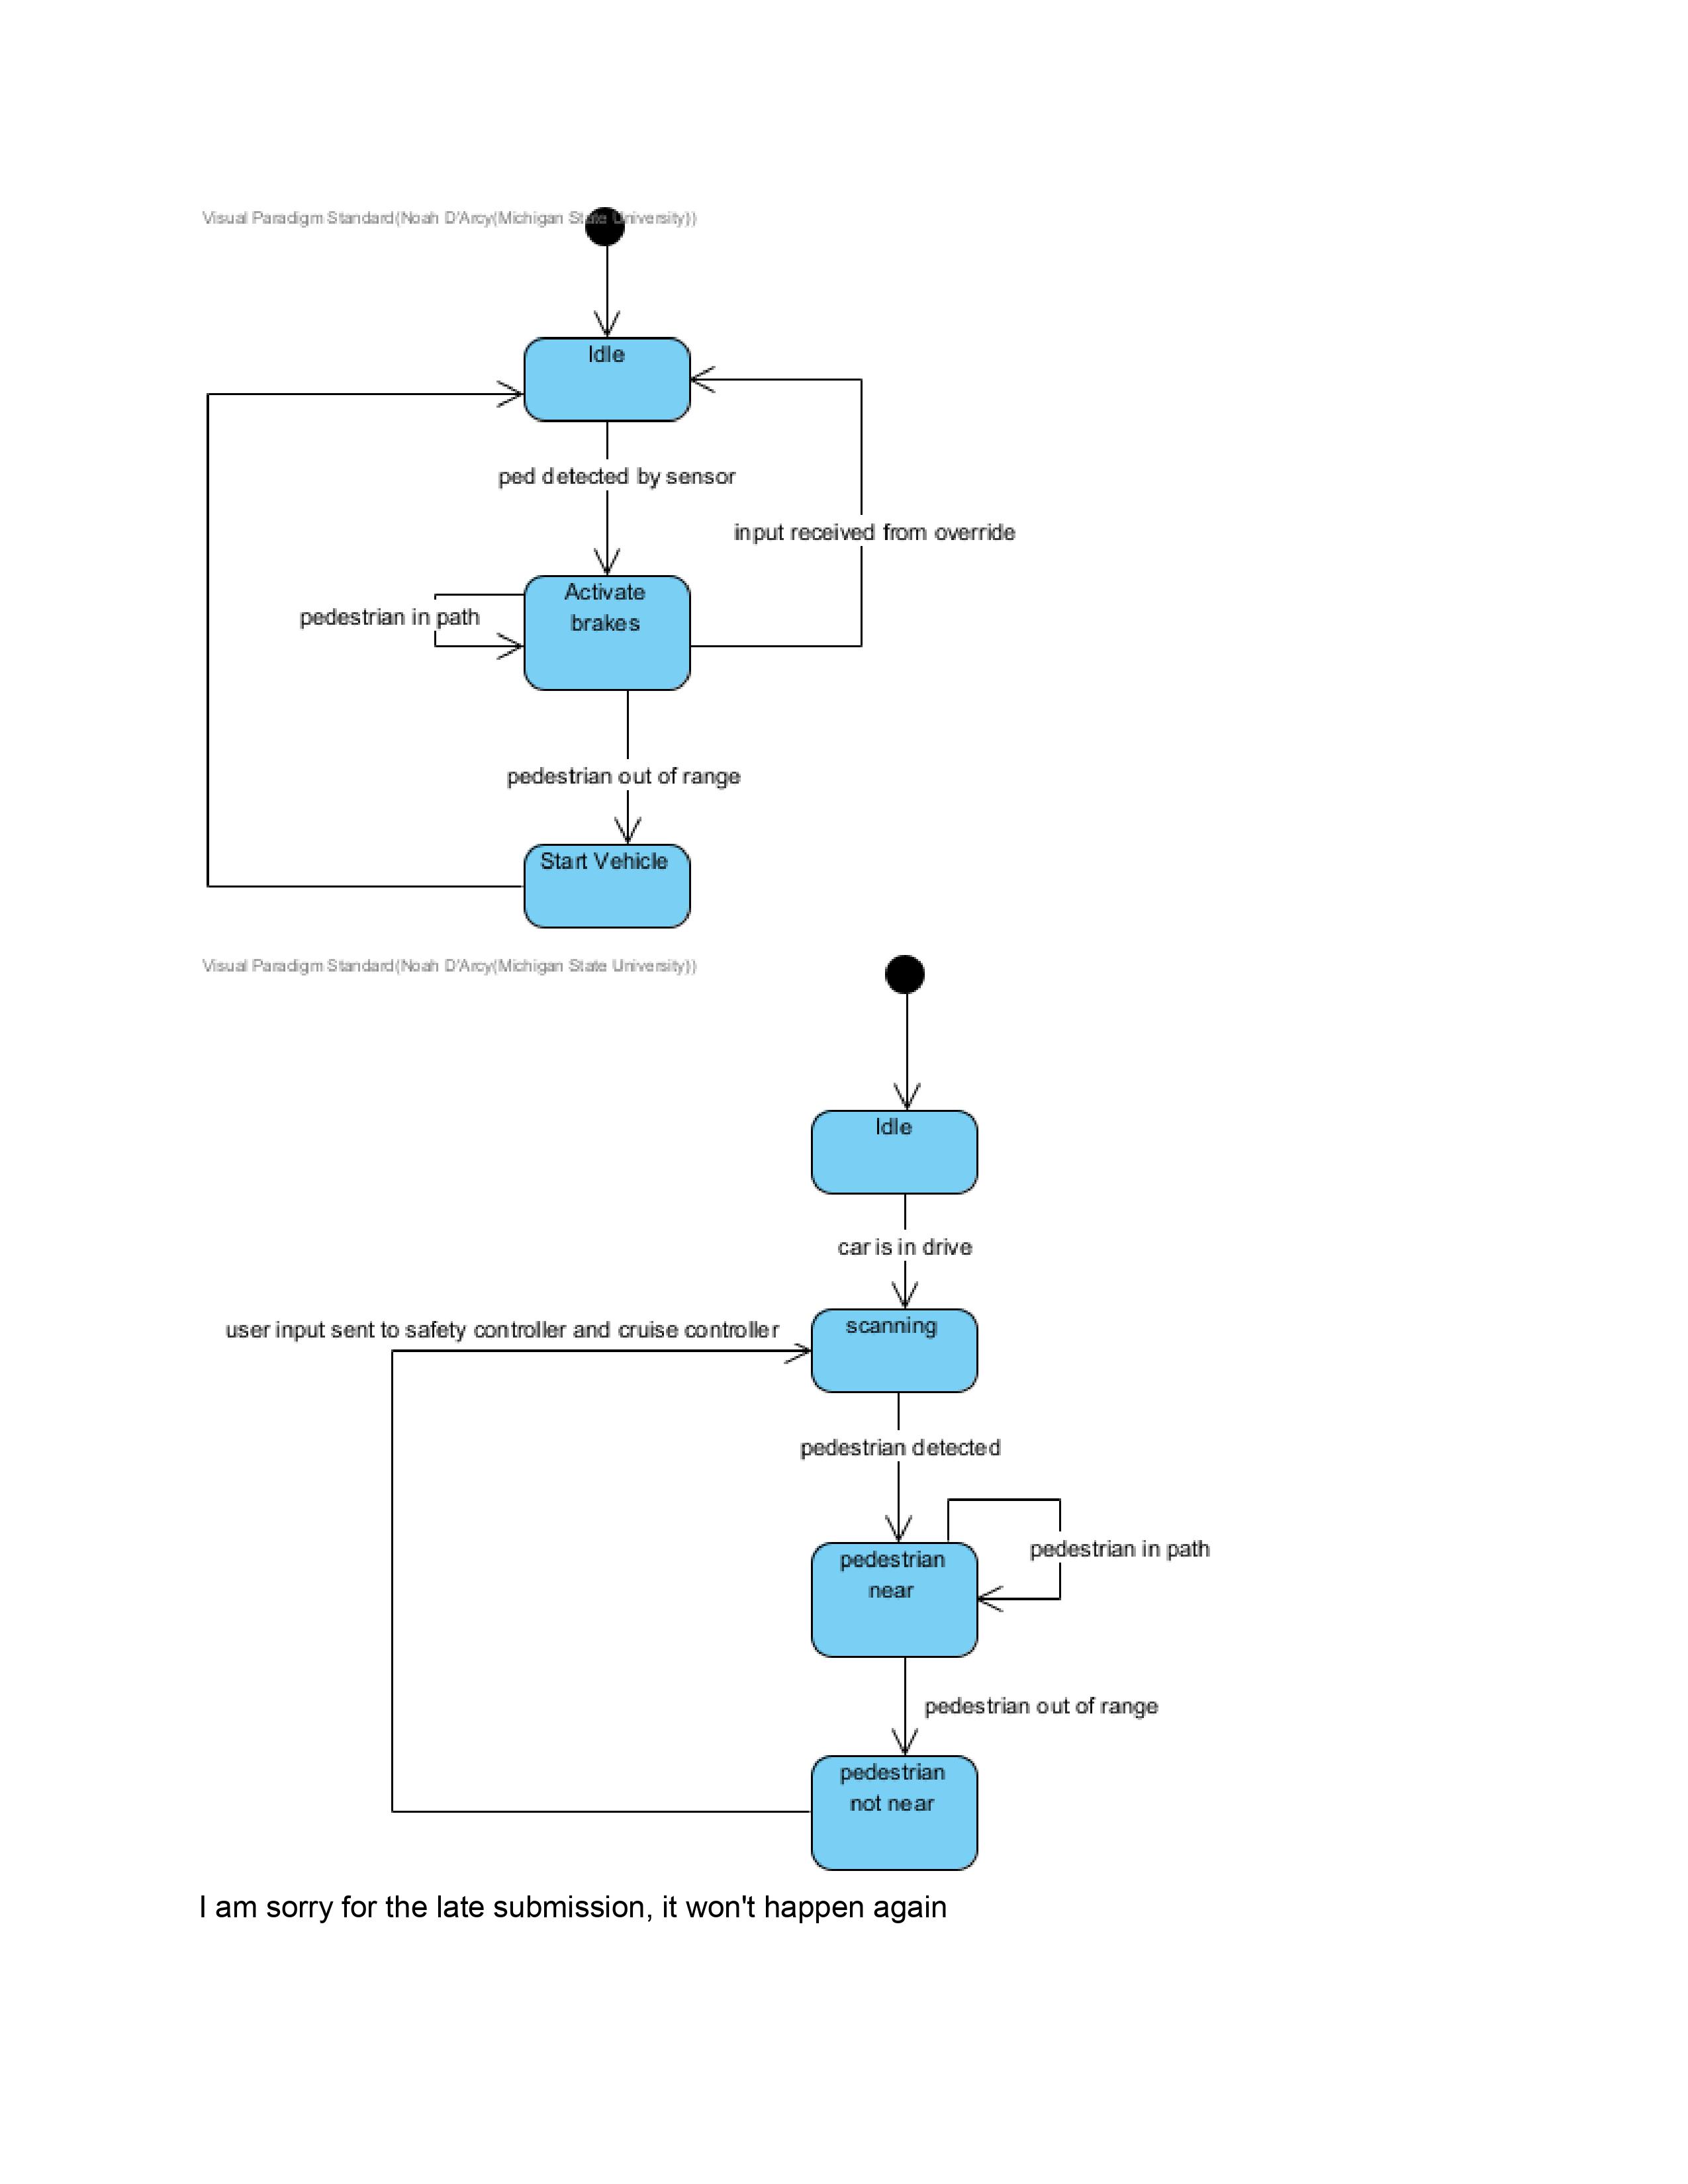 Visual Paradigm Standard(Noah D'Arcy(Michigan State University))
Idle
ped detected by sensor
input received from override
Activate
brakes
pedestrian in path
pedestrian out of range
Start Vehicle
Visual Paradigm Standard(Noah D'Arcy(Michigan State University))
Idle
car is in drive
user input sent to safety controller and cruise controller
scanning
pedestrian detected
pedestrian in path
pedestrian
near
pedestrian out of range
pedestrian
not near
I am sorry for the late submission, it won't happen again